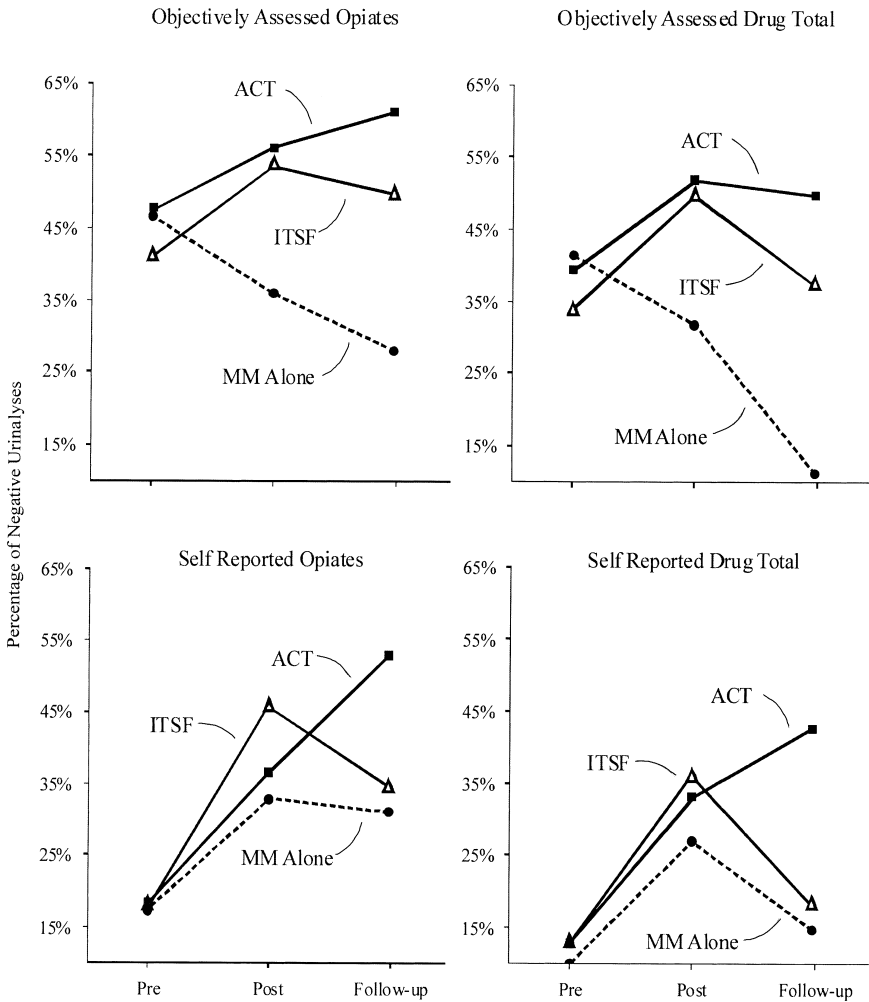 Objectively Assessed Opiates
65%
55%
45%
35%
25%
15%
ACT
ITSF
MM Alone
Objectively Assessed Drug Total
65%
55%
45%
35%
25%
15%
ACT
ITSF
MM Alone
Percentage of Negative Urinalyses
Self Reported Opiates
65%
55%
45%
35%
25%
15%
ACT
ITSF
MM Alone
Pre Post Follow-up
Self Reported Drug Total
65%
55%
45%
35%
25%
15%
ACT
ITSF
MM Alone
Pre Post Follow-up